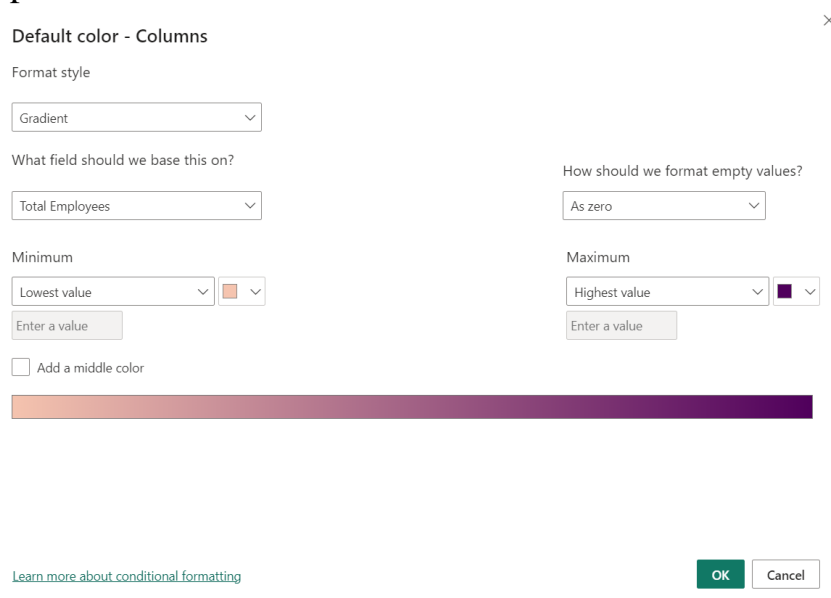 Default color - Columns
Format style
Gradient
What field should we base this on?
How should we format empty values?
Total Employees
As zero
Minimum
Maximum
Lowest value
Highest value
Enter a value
Enter a value
Add a middle color
Learn more about conditional formatting
OK
Cancel